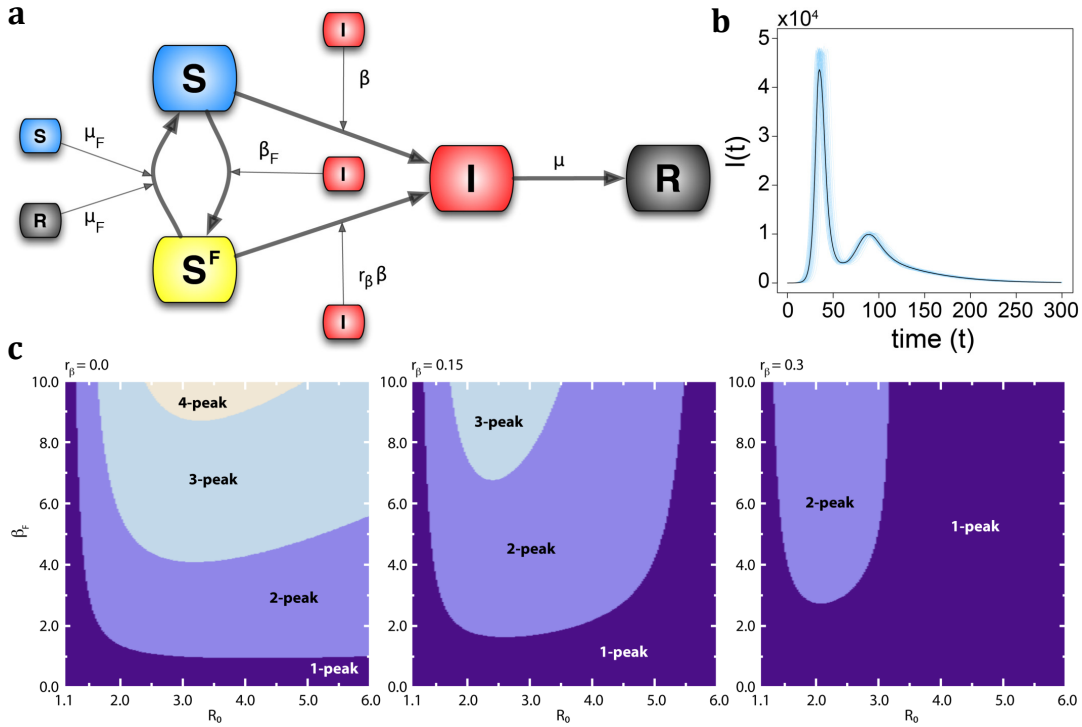 a
I
β
S
S
μF
βF
I
I
μ
R
R
μF
SF
rββ
I
b
x10⁴
5
4
3
2
1
0
I(t)
0 50 100 150 200 250 300
time (t)
c
rβ = 0.0
10.0
8.0
6.0
4.0
2.0
0.0
βF
4-peak
3-peak
2-peak
1-peak
1.1 2.0 3.0 4.0 5.0 6.0
R0
rβ = 0.15
10.0
8.0
6.0
4.0
2.0
0.0
3-peak
2-peak
1-peak
1.1 2.0 3.0 4.0 5.0 6.0
R0
rβ = 0.3
10.0
8.0
6.0
4.0
2.0
0.0
2-peak
1-peak
1.1 2.0 3.0 4.0 5.0 6.0
R0